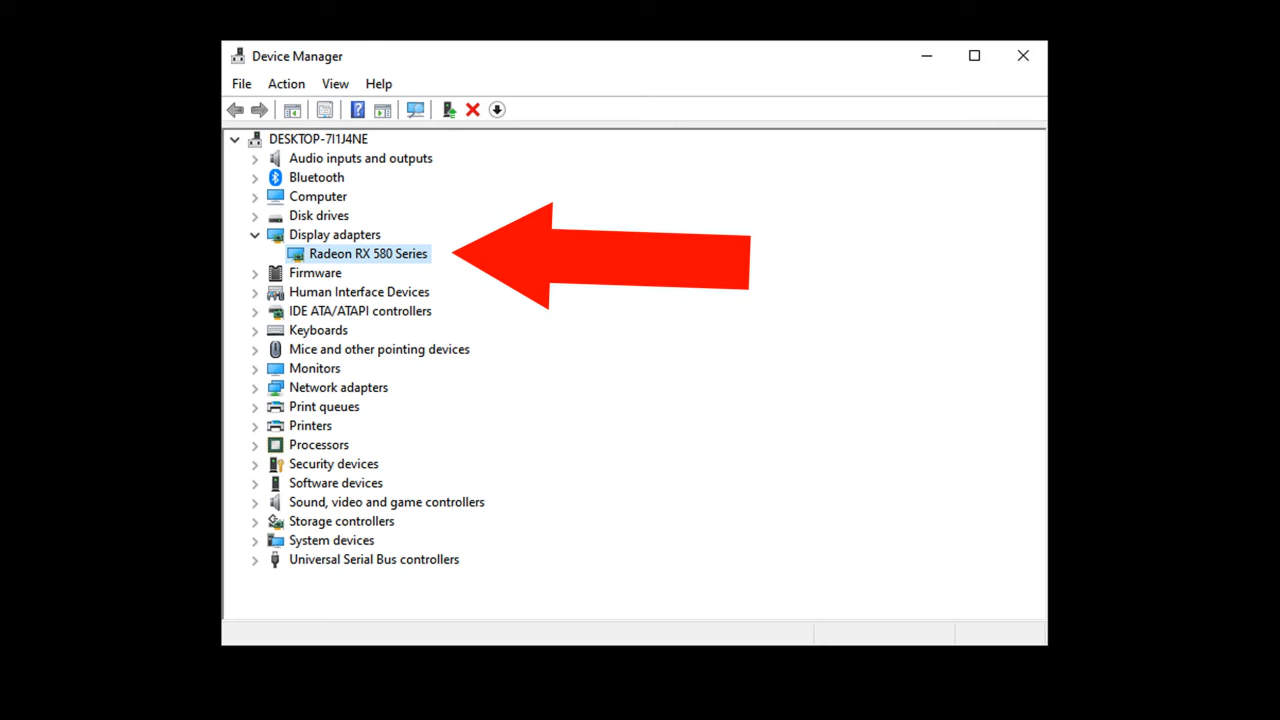 Device Manager
File Action View Help
DESKTOP-7I1J4NE
Audio inputs and outputs
Bluetooth
Computer
Disk drives
Display adapters
Radeon RX 580 Series
Firmware
Human Interface Devices
IDE ATA/ATAPI controllers
Keyboards
Mice and other pointing devices
Monitors
Network adapters
Print queues
Printers
Processors
Security devices
Software devices
Sound, video and game controllers
Storage controllers
System devices
Universal Serial Bus controllers